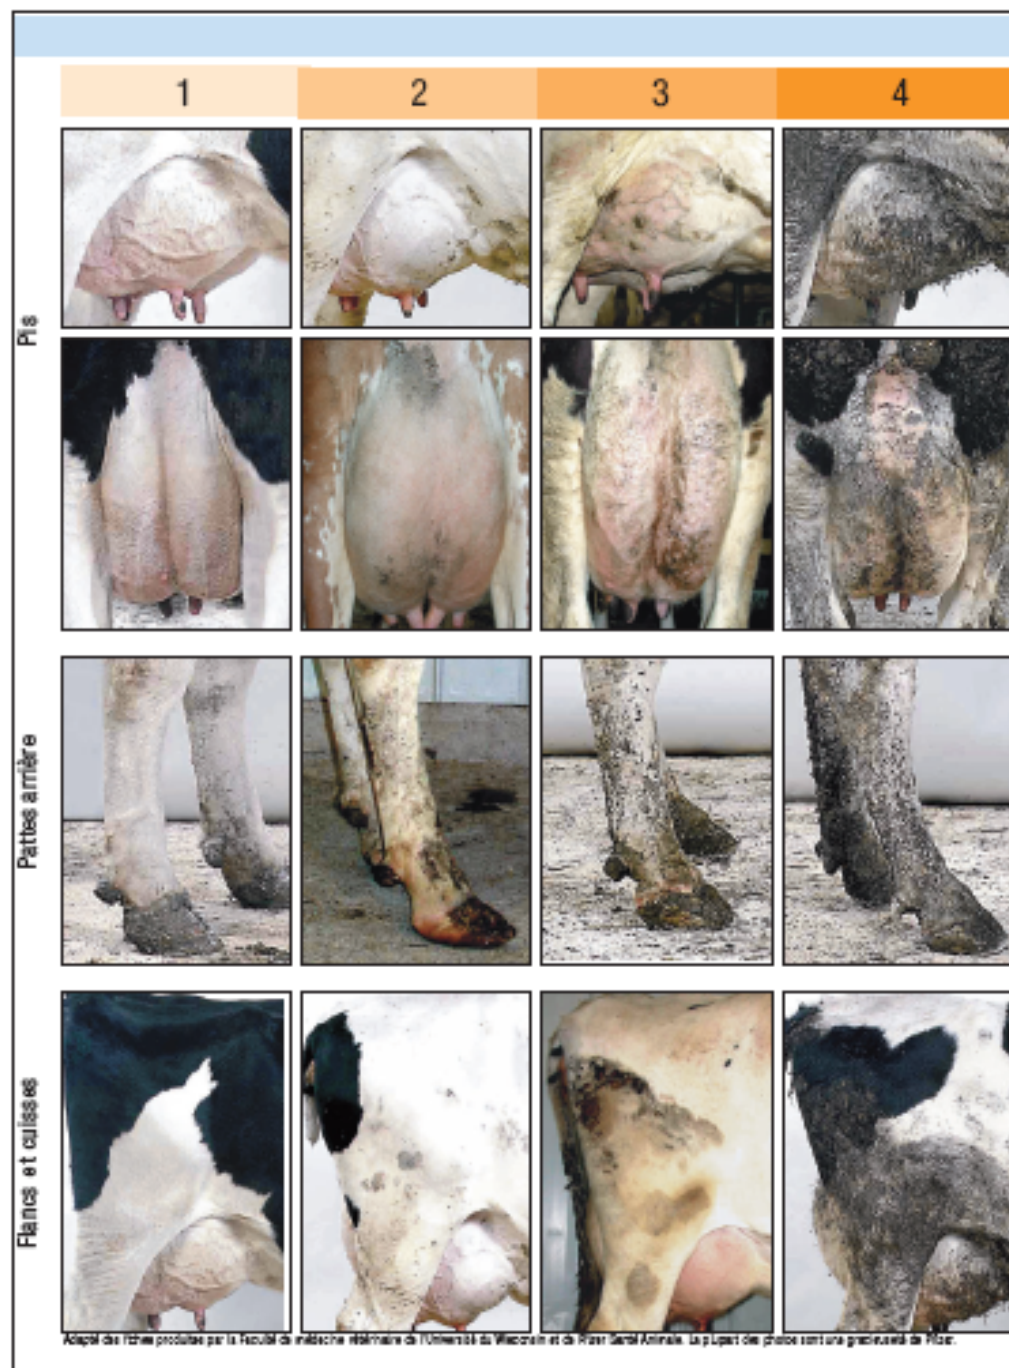 1 2 3 4
Pis
Pattes arrière
Flancs et cuisses
Adapté des fiches produites par la Faculté de médecine vétérinaire de l'Université du Wisconsin et de Pfizer Santé Animale. La plupart des photos sont une gracieuseté de Pfizer.